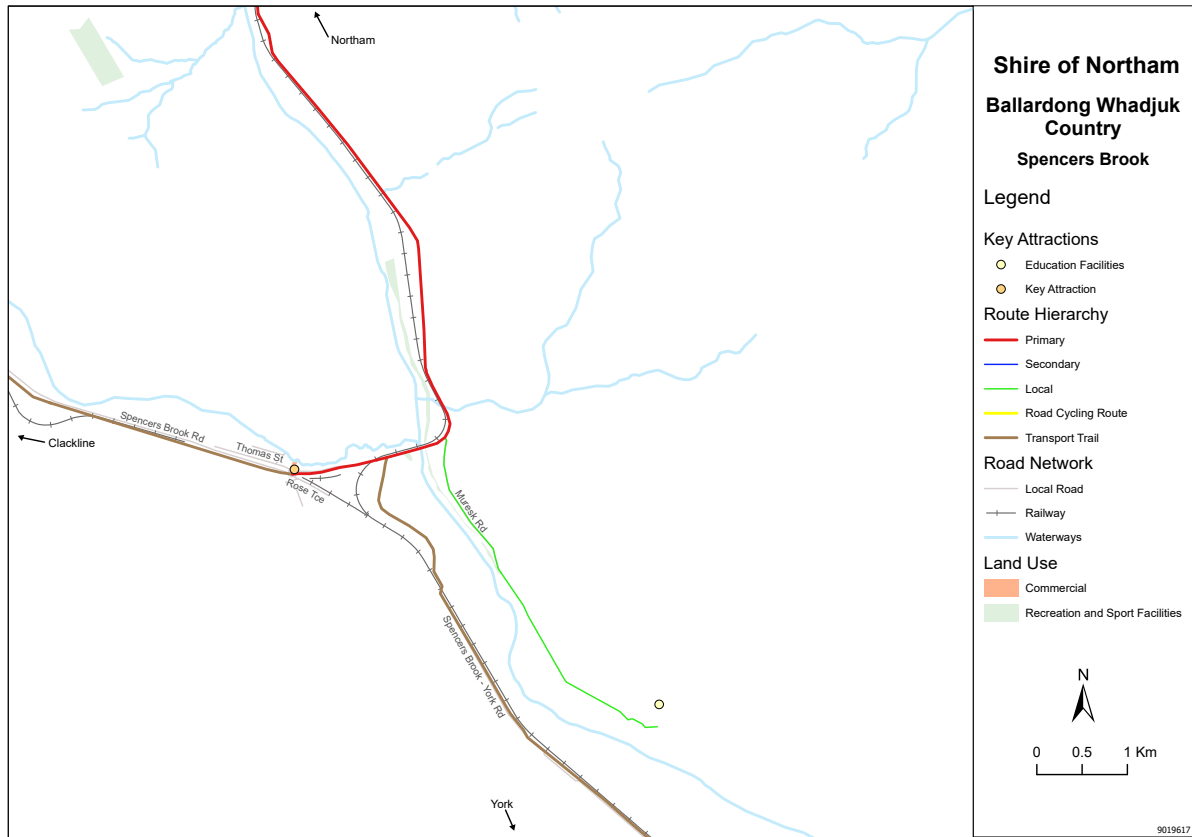 Northam
Spencers Brook Rd
Clackline
Thomas St
Rose Tce
Muresk Rd
Spencers Brook - York Rd
York
Shire of Northam
Ballardong Whadjuk
Country
Spencers Brook
Legend
Key Attractions
Education Facilities
Key Attraction
Route Hierarchy
Primary
Secondary
Local
Road Cycling Route
Transport Trail
Road Network
Local Road
Railway
Waterways
Land Use
Commercial
Recreation and Sport Facilities
N
0 0.5 1 Km
9019617